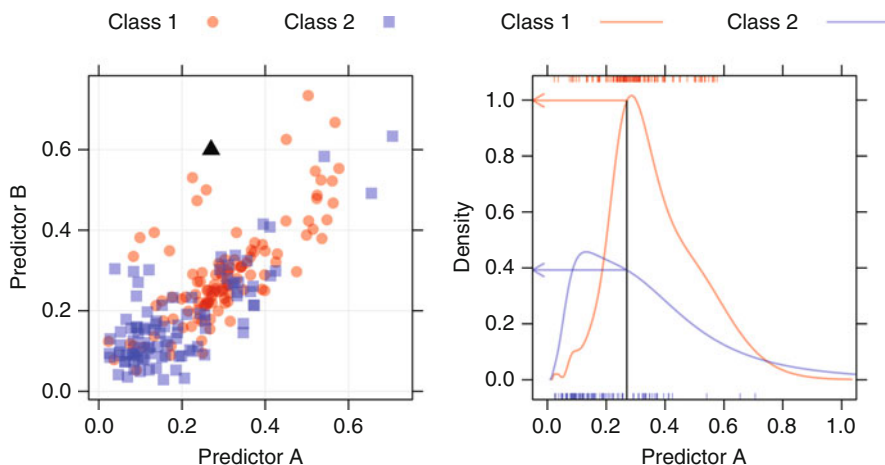 Class 1 Class 2
0.6
0.4
0.2
0.0
Predictor B
0.0 0.2 0.4 0.6
Predictor A
Class 1 Class 2
1.0
0.8
0.6
0.4
0.2
0.0
Density
0.0 0.2 0.4 0.6 0.8 1.0
Predictor A